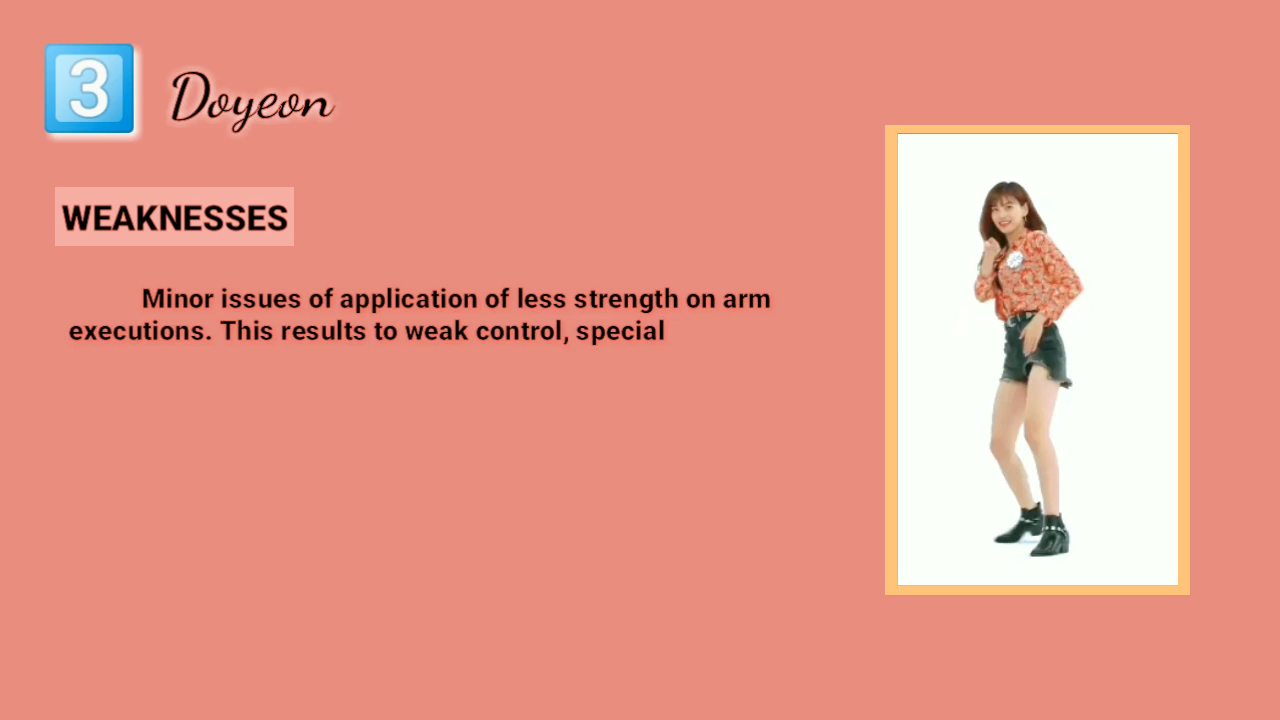 3 Doyeon
WEAKNESSES
Minor issues of application of less strength on arm
executions. This results to weak control, special